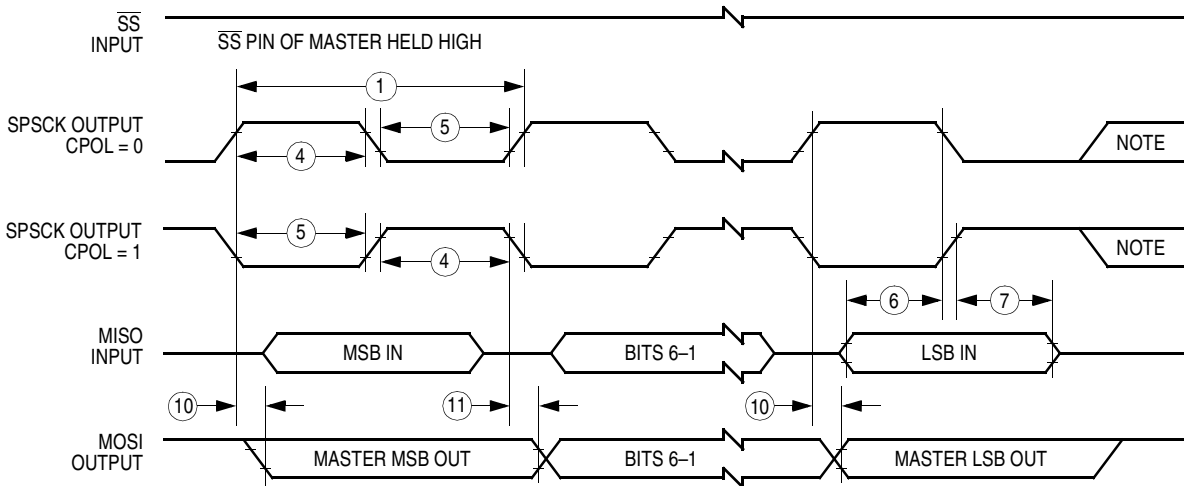 SS
INPUT
SS PIN OF MASTER HELD HIGH
1
SPSCK OUTPUT
CPOL = 0
5
4
NOTE
SPSCK OUTPUT
CPOL = 1
5
4
NOTE
6
7
MISO
INPUT
MSB IN
BITS 6–1
LSB IN
10
11
10
MOSI
OUTPUT
MASTER MSB OUT
BITS 6–1
MASTER LSB OUT